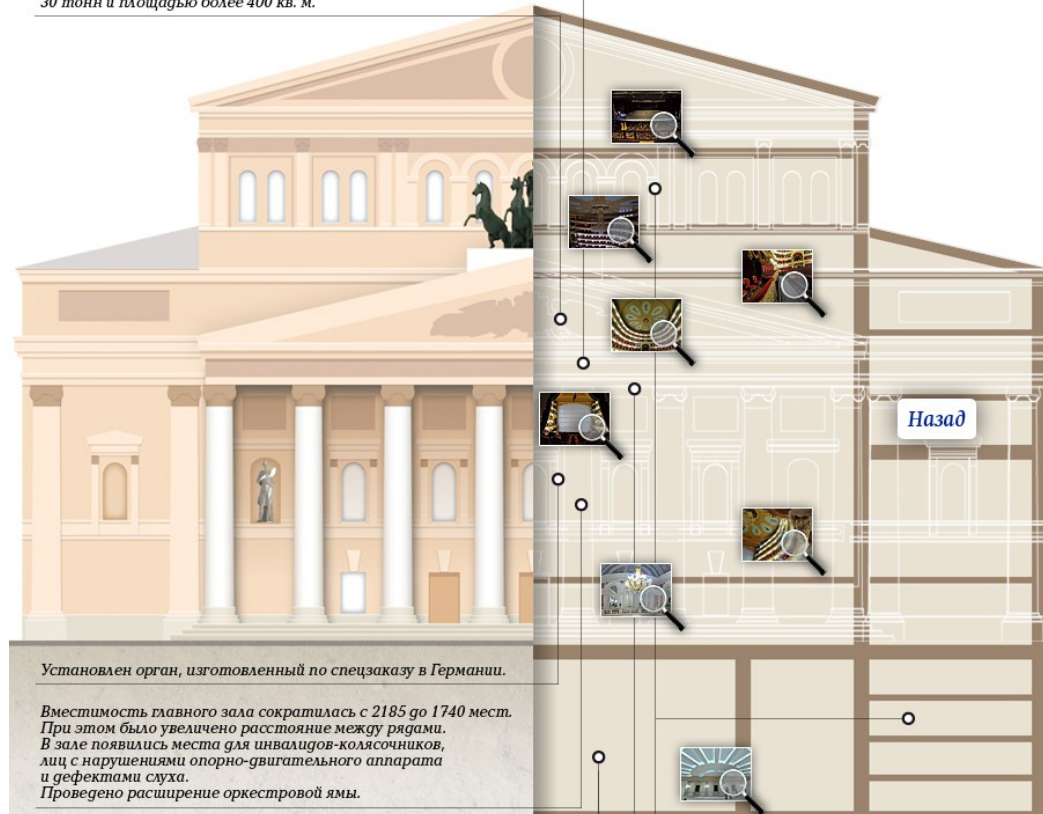 30 тонн и площадью более 400 кв. м.
Назад
Установлен орган, изготовленный по спецзаказу в Германии.
Вместимость главного зала сократилась с 2185 до 1740 мест.
При этом было увеличено расстояние между рядами.
В зале появились места для инвалидов-колясочников,
лиц с нарушениями опорно-двигательного аппарата
и дефектами слуха.
Проведено расширение оркестровой ямы.